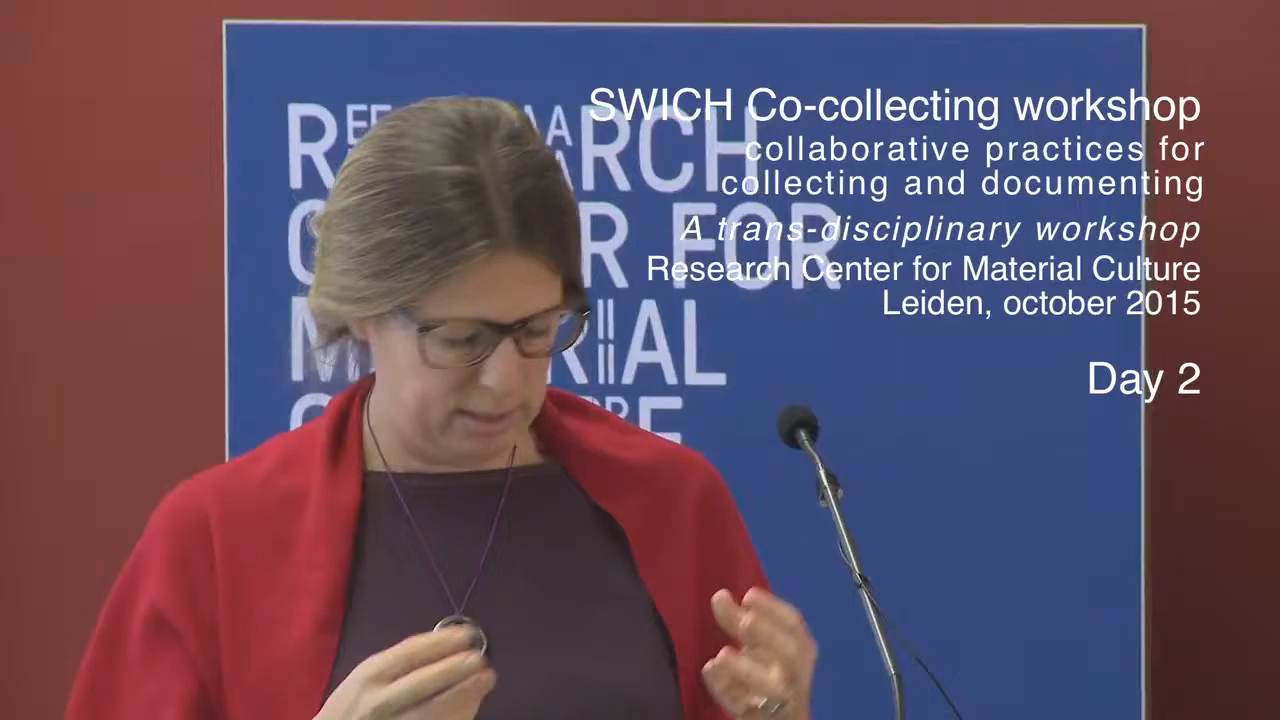 SWICH Co-collecting workshop
collaborative practices for
collecting and documenting
A trans-disciplinary workshop
Research Center for Material Culture
Leiden, october 2015
Day 2
FOR